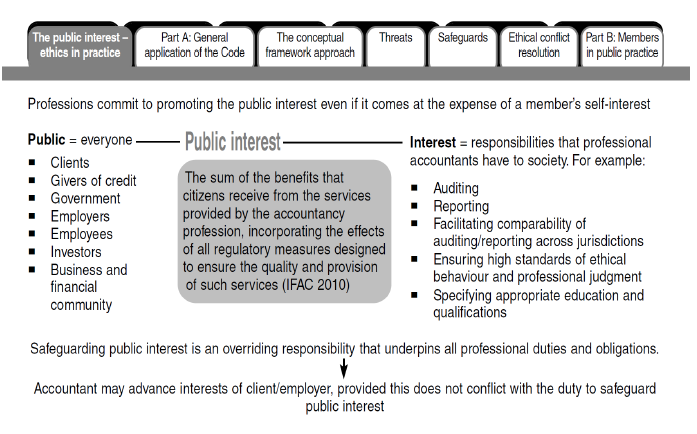 The public interest –
ethics in practice
Part A: General
application of the Code
The conceptual
framework approach
Threats
Safeguards
Ethical conflict
resolution
Part B: Members
in public practice
Professions commit to promoting the public interest even if it comes at the expense of a member's self-interest
Public = everyone
■ Clients
■ Givers of credit
■ Government
■ Employers
■ Employees
■ Investors
■ Business and
financial
community
Public interest
The sum of the benefits that
citizens receive from the services
provided by the accountancy
profession, incorporating the effects
of all regulatory measures designed
to ensure the quality and provision
of such services (IFAC 2010)
Interest = responsibilities that professional
accountants have to society. For example:
■ Auditing
■ Reporting
■ Facilitating comparability of
auditing/reporting across jurisdictions
■ Ensuring high standards of ethical
behaviour and professional judgment
■ Specifying appropriate education and
qualifications
Safeguarding public interest is an overriding responsibility that underpins all professional duties and obligations.
Accountant may advance interests of client/employer, provided this does not conflict with the duty to safeguard
public interest